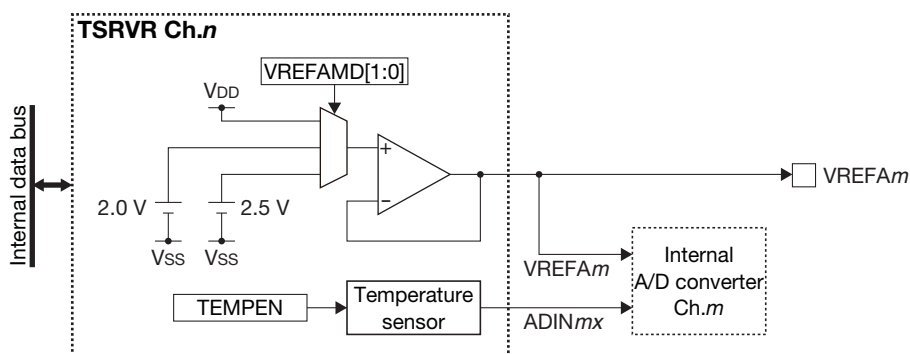 TSRVR Ch.n
VREFAMD[1:0]
VDD
Internal data bus
2.0 V
2.5 V
VSS
VSS
+
−
VREFAm
VREFAm
Internal
A/D converter
Ch.m
TEMPEN
Temperature
sensor
ADINmx